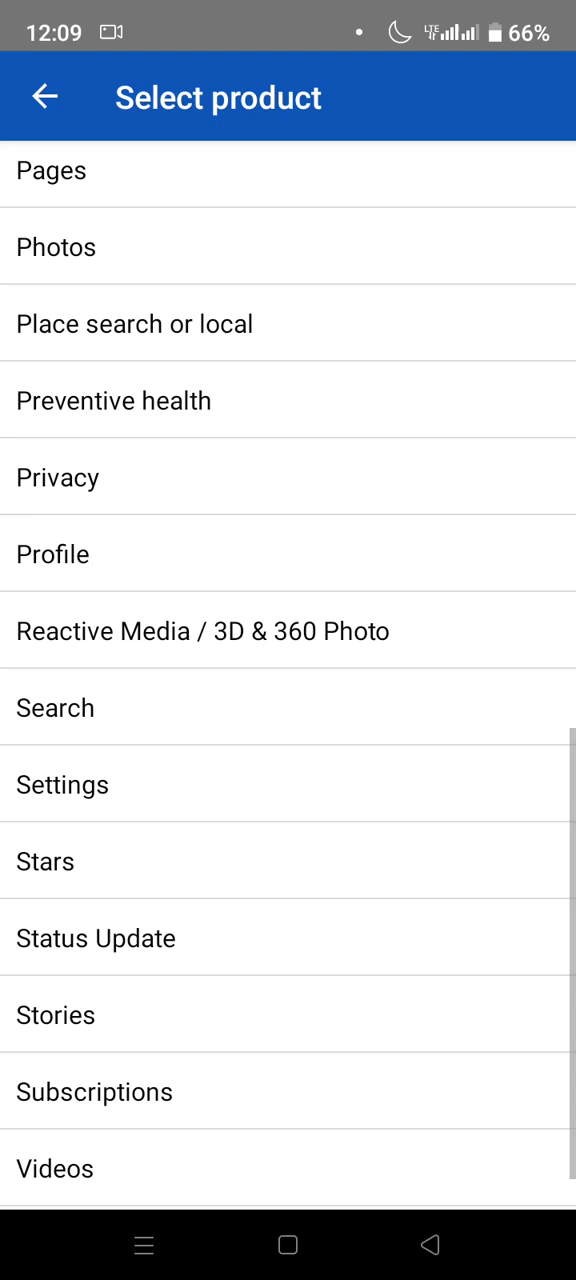 12:09
LTE
66%
Select product
Pages
Photos
Place search or local
Preventive health
Privacy
Profile
Reactive Media / 3D & 360 Photo
Search
Settings
Stars
Status Update
Stories
Subscriptions
Videos